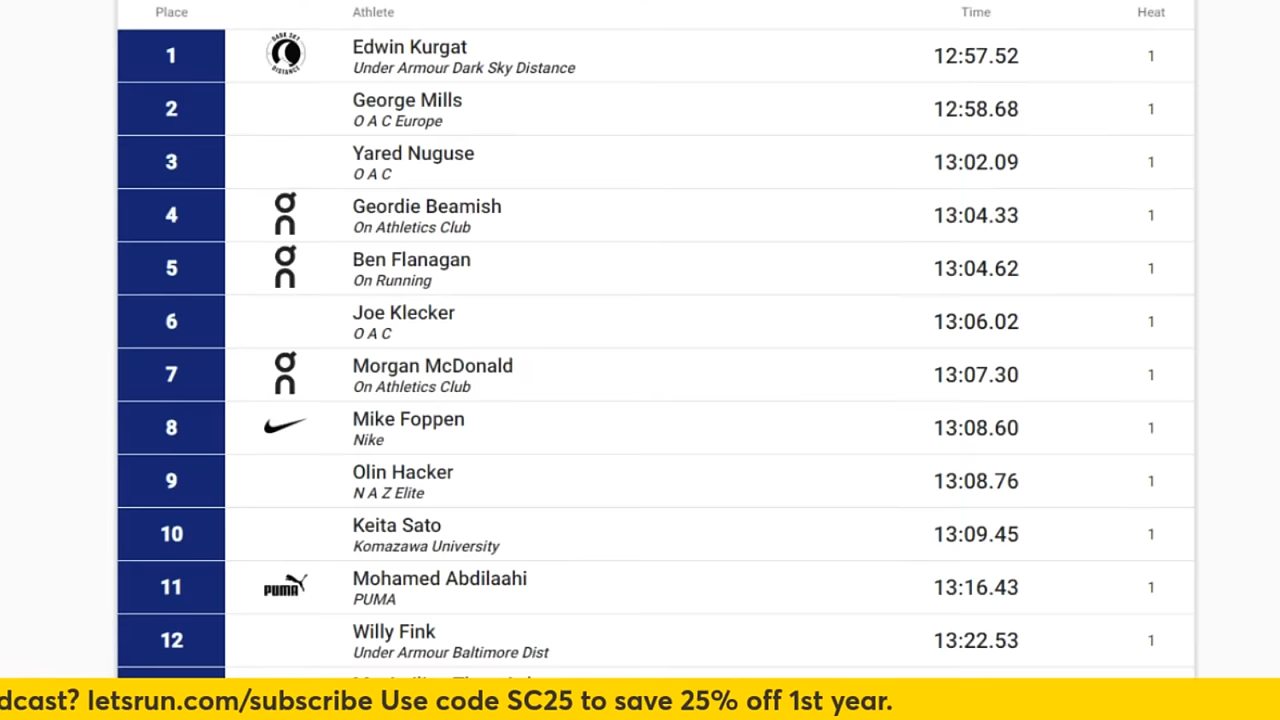 Place Athlete Time Heat
1 DARK SKY DISTANCE Edwin Kurgat 12:57.52 1
Under Armour Dark Sky Distance
2 George Mills 12:58.68 1
O A C Europe
3 Yared Nuguse 13:02.09 1
O A C
4 on Geordie Beamish 13:04.33 1
On Athletics Club
5 on Ben Flanagan 13:04.62 1
On Running
6 Joe Klecker 13:06.02 1
O A C
7 on Morgan McDonald 13:07.30 1
On Athletics Club
8 Mike Foppen 13:08.60 1
Nike
9 Olin Hacker 13:08.76 1
N A Z Elite
10 Keita Sato 13:09.45 1
Komazawa University
11 PUMA Mohamed Abdilaahi 13:16.43 1
PUMA
12 Willy Fink 13:22.53 1
Under Armour Baltimore Dist
dcast? letsrun.com/subscribe Use code SC25 to save 25% off 1st year.